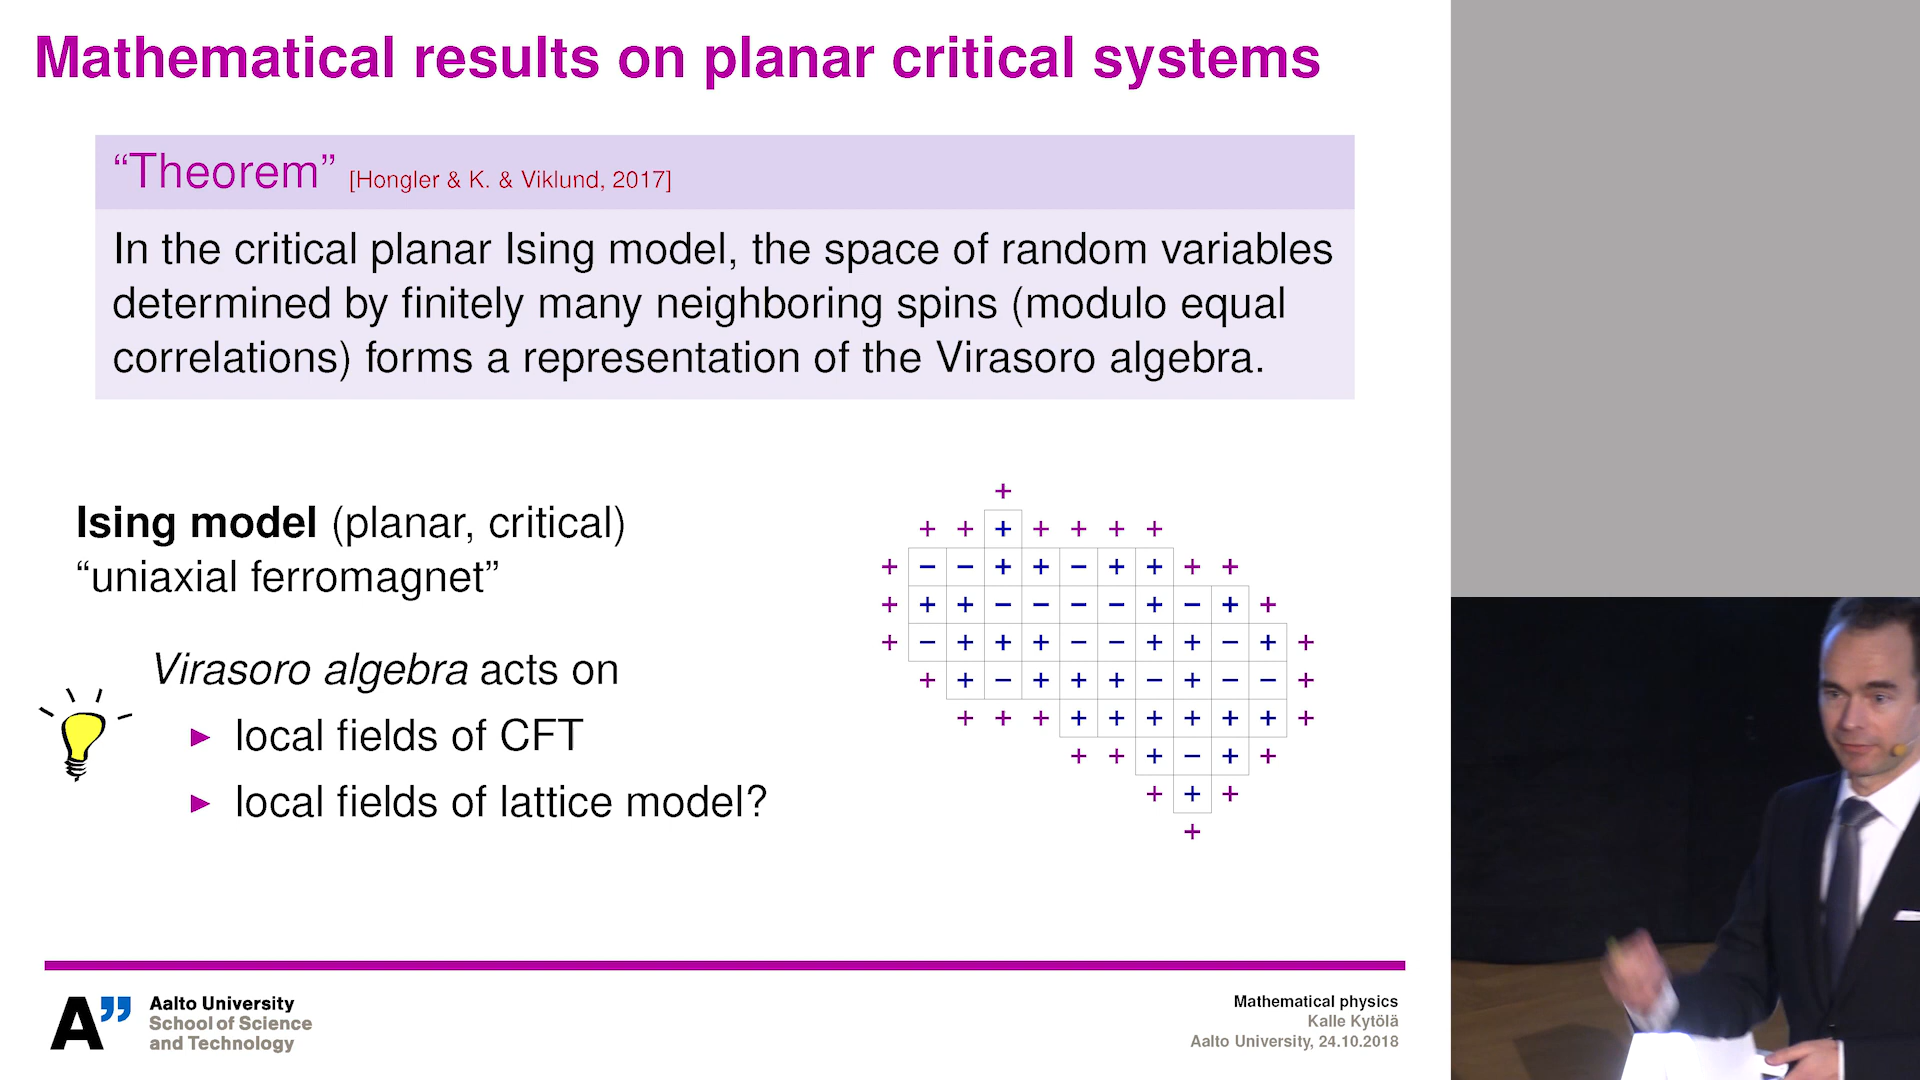 Mathematical results on planar critical systems
“Theorem” [Hongler & K. & Viklund, 2017]
In the critical planar Ising model, the space of random variables
determined by finitely many neighboring spins (modulo equal
correlations) forms a representation of the Virasoro algebra.
Ising model (planar, critical)
“uniaxial ferromagnet”
Virasoro algebra acts on
▶ local fields of CFT
▶ local fields of lattice model?
+
+ + + + + + +
+ − − + + − + + + +
+ + + − − − − + − + +
+ − + + + − − + + − + +
+ + − + + + − + − − +
+ + + + + + + + + +
+ + + − + +
+ + +
+
A”
Aalto University
School of Science
and Technology
Mathematical physics
Kalle Kytölä
Aalto University, 24.10.2018